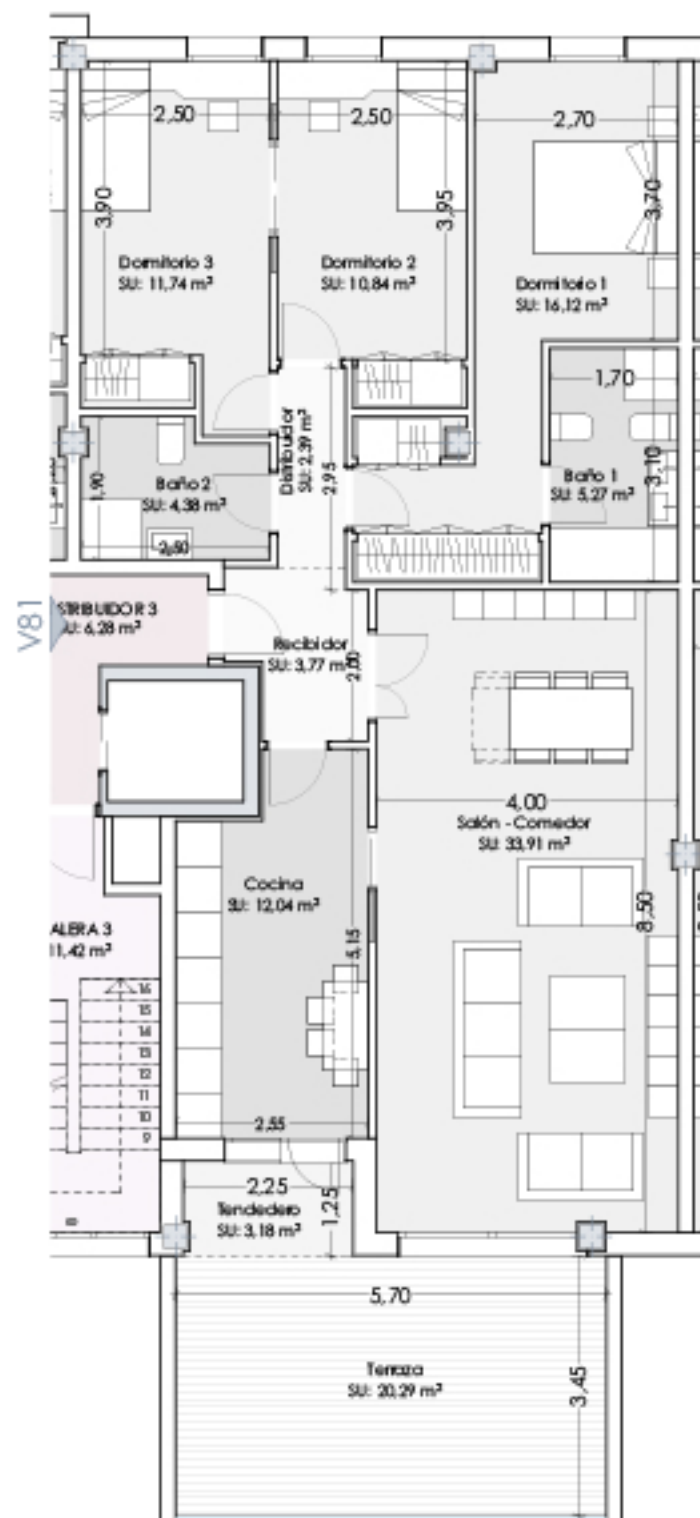 2,50
2,50
2,70
3,90
3,95
3,70
Dormitorio 3
SU: 11,74 m²
Dormitorio 2
SU: 10,84 m²
Dormitorio 1
SU: 16,12 m²
1,70
Distribuidor
SU: 2,39 m²
2,95
1,90
Baño 2
SU: 4,38 m²
2,50
Baño 1
SU: 5,27 m²
3,10
V81
STRIBUIDOR 3
SU: 6,28 m²
Recibidor
SU: 3,77 m²
4,00
Salón - Comedor
SU: 33,91 m²
Cocina
SU: 12,04 m²
8,50
5,15
ALERA 3
11,42 m²
16
15
14
13
12
11
10
9
2,55
2,25
Tendedero
SU: 3,18 m²
1,25
5,70
Terraza
SU: 20,29 m²
3,45